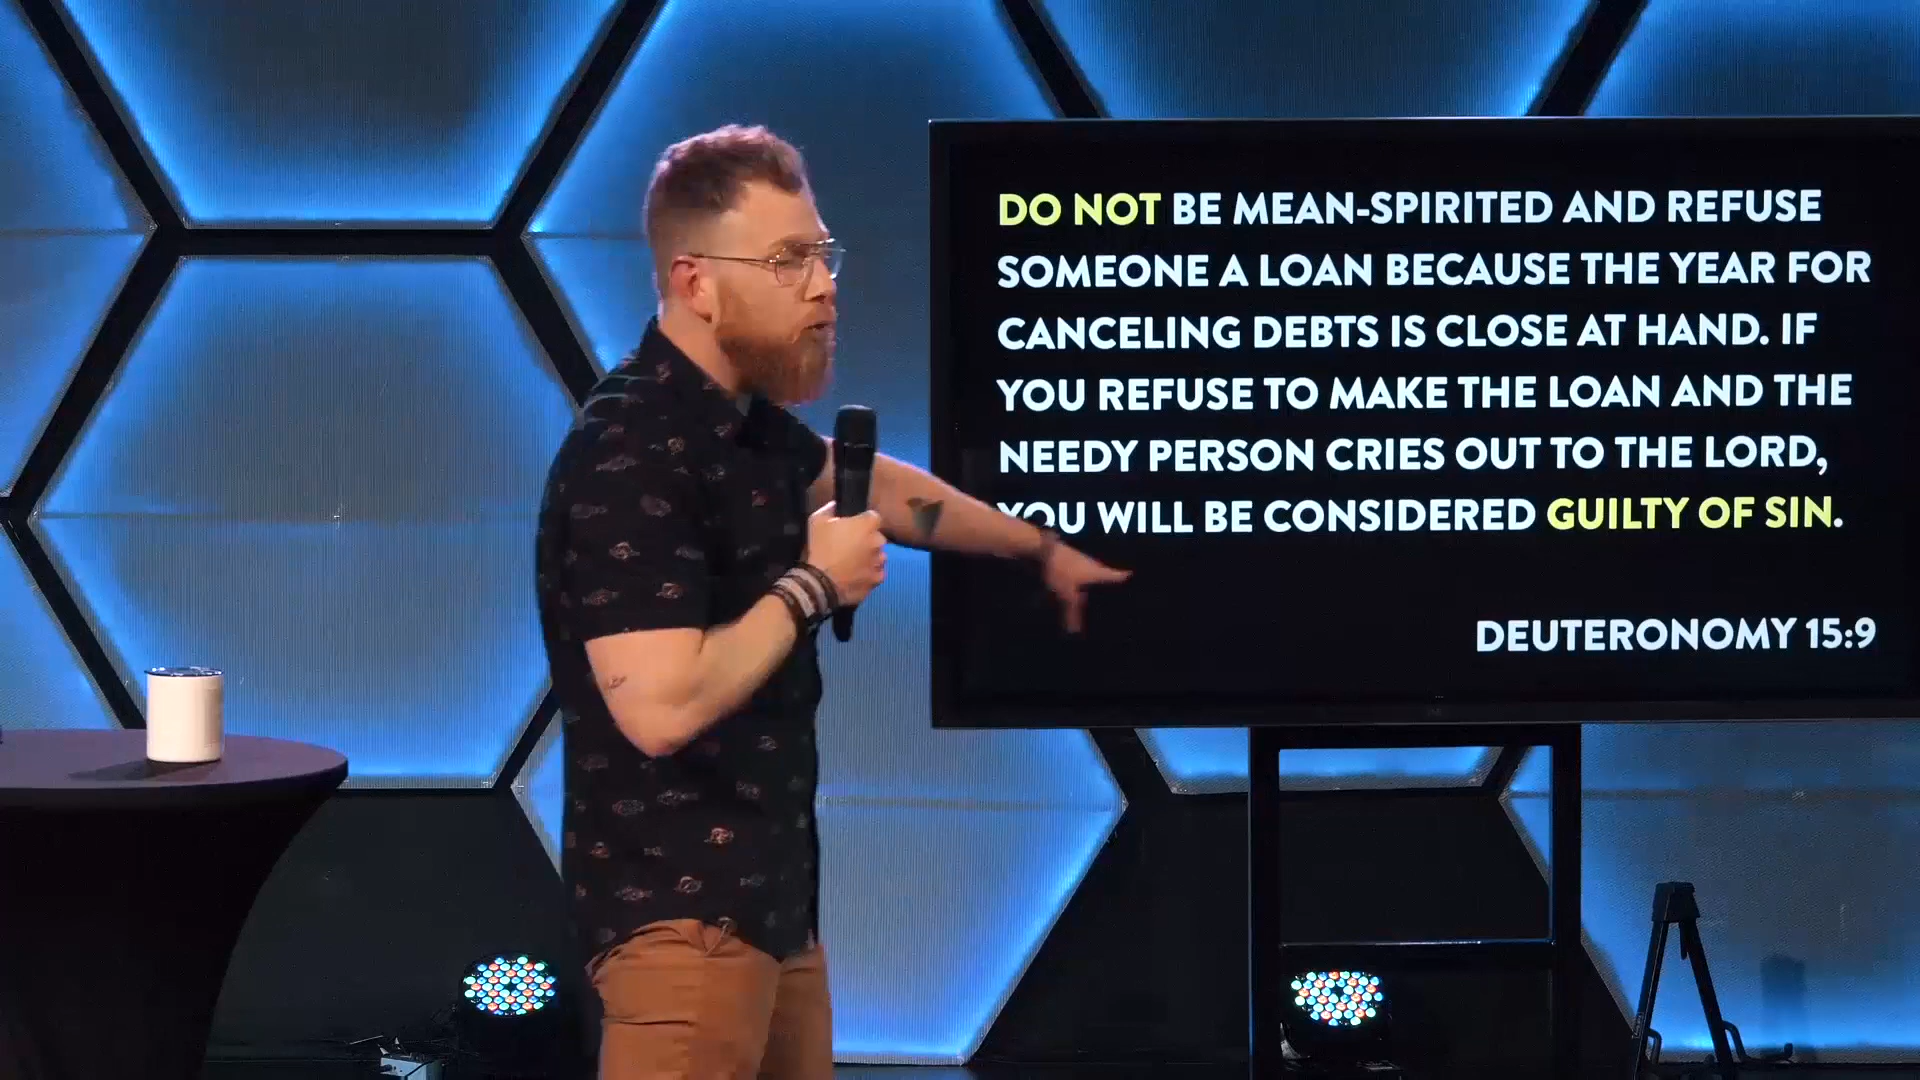 DO NOT BE MEAN-SPIRITED AND REFUSE
SOMEONE A LOAN BECAUSE THE YEAR FOR
CANCELING DEBTS IS CLOSE AT HAND. IF
YOU REFUSE TO MAKE THE LOAN AND THE
NEEDY PERSON CRIES OUT TO THE LORD,
YOU WILL BE CONSIDERED GUILTY OF SIN.
DEUTERONOMY 15:9